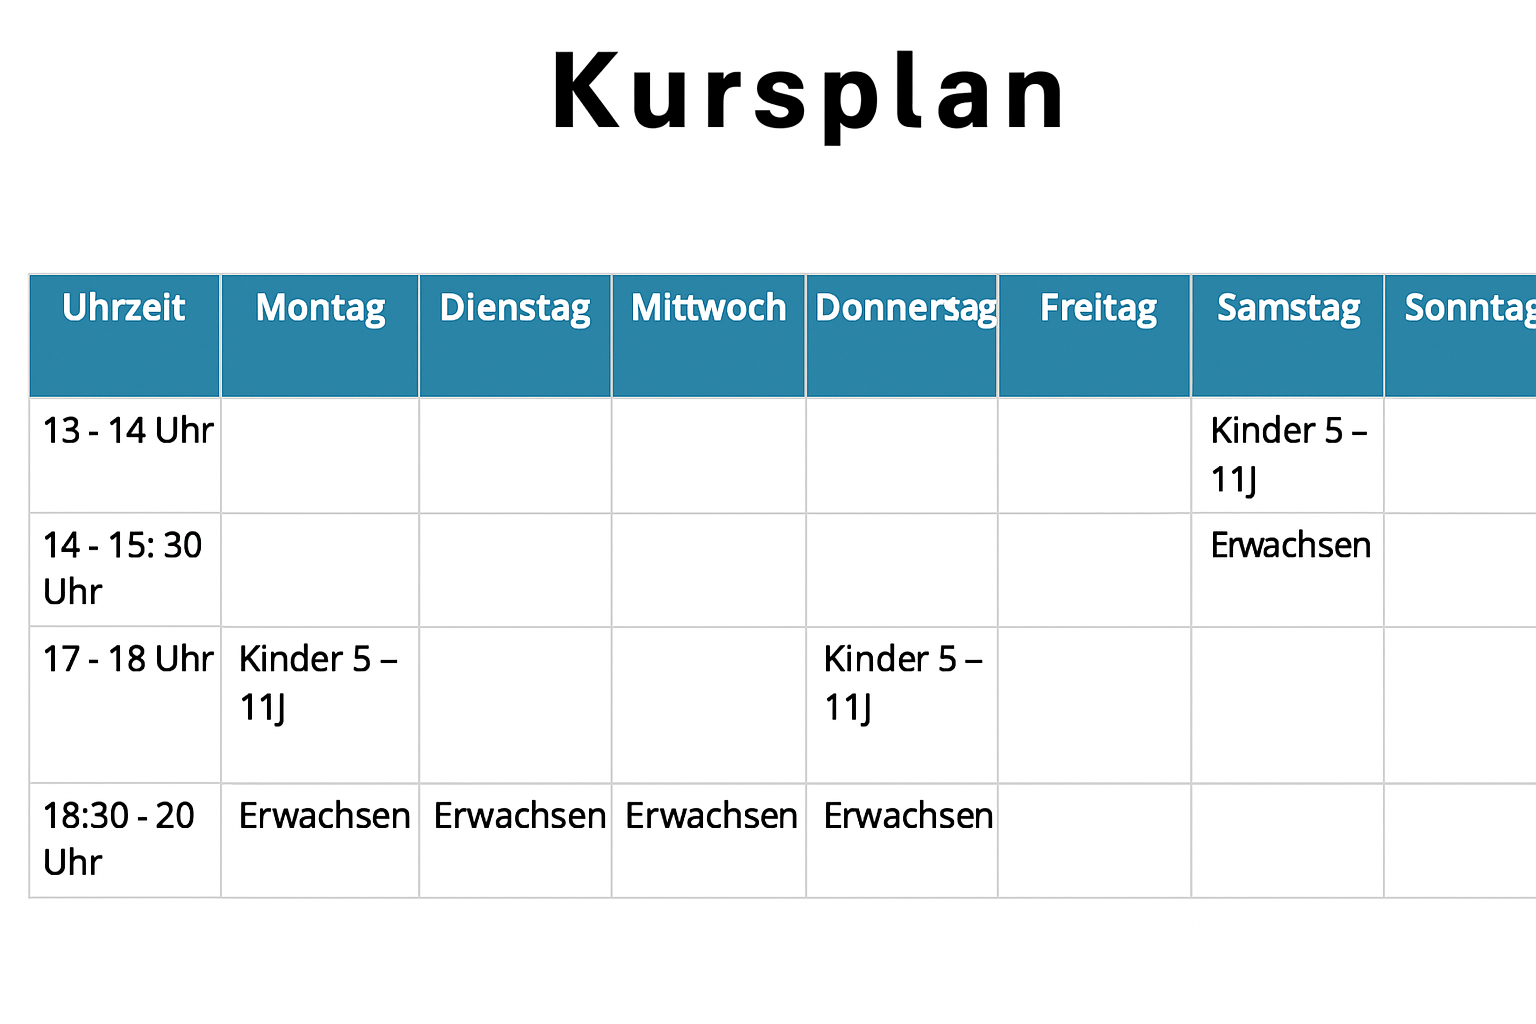 Kursplan
Uhrzeit Montag Dienstag Mittwoch Donnersag Freitag Samstag Sonntag
13 - 14 Uhr Kinder 5 –
11J
14 - 15: 30 Erwachsen
Uhr
17 - 18 Uhr Kinder 5 – Kinder 5 –
11J 11J
18:30 - 20 Erwachsen Erwachsen Erwachsen Erwachsen
Uhr